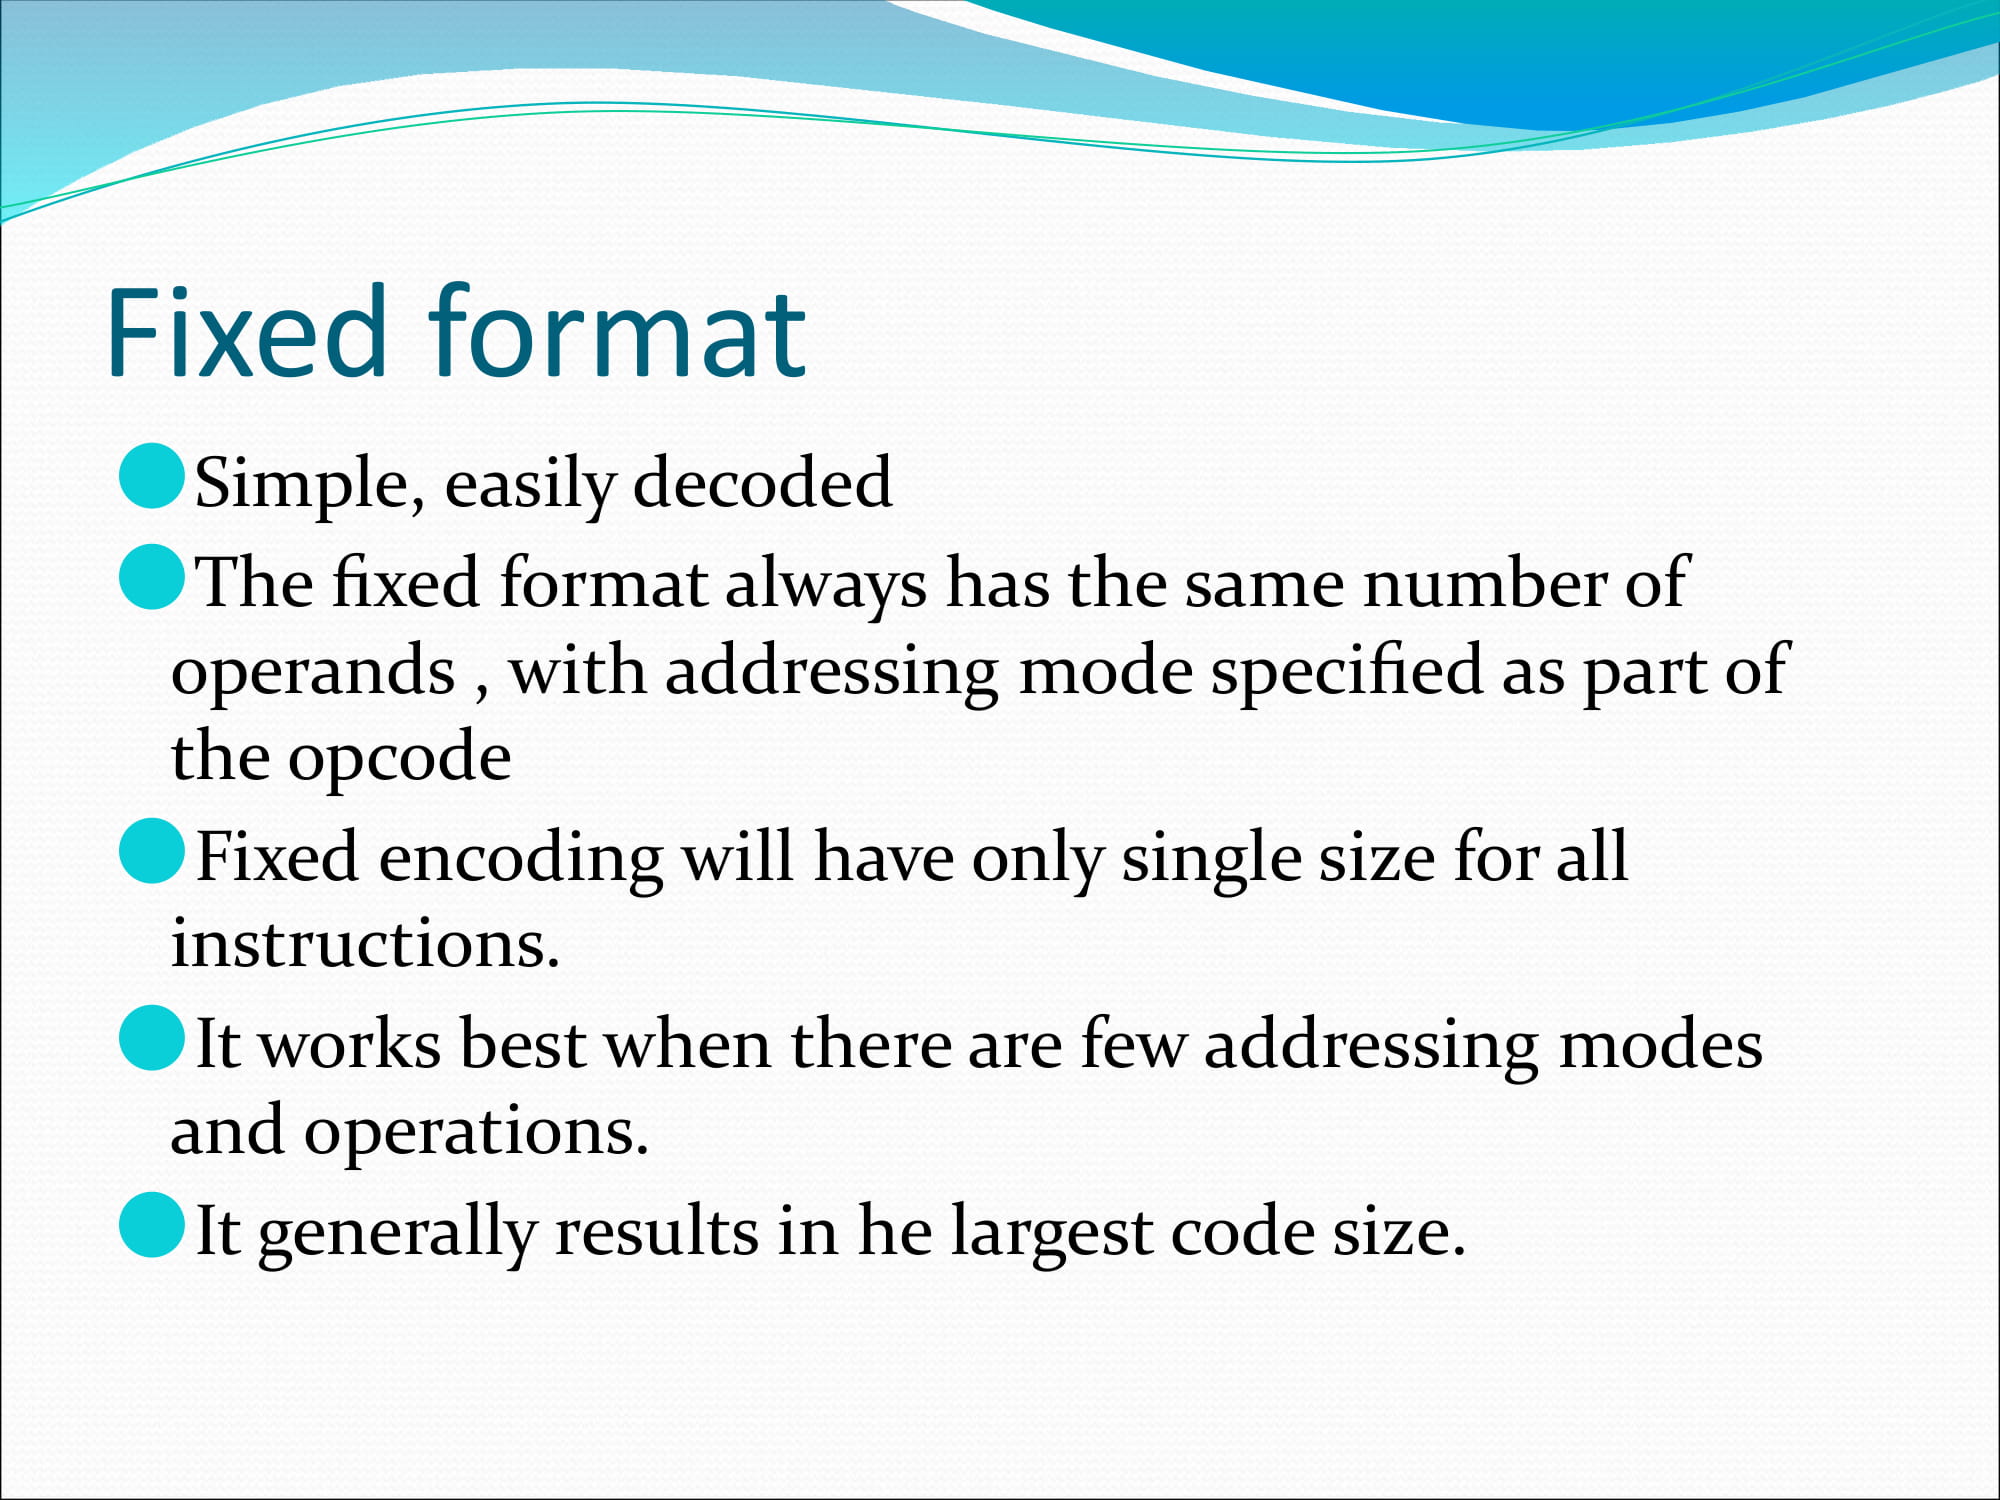 Fixed format
Simple, easily decoded
The fixed format always has the same number of
operands , with addressing mode specified as part of
the opcode
Fixed encoding will have only single size for all
instructions.
It works best when there are few addressing modes
and operations.
It generally results in he largest code size.